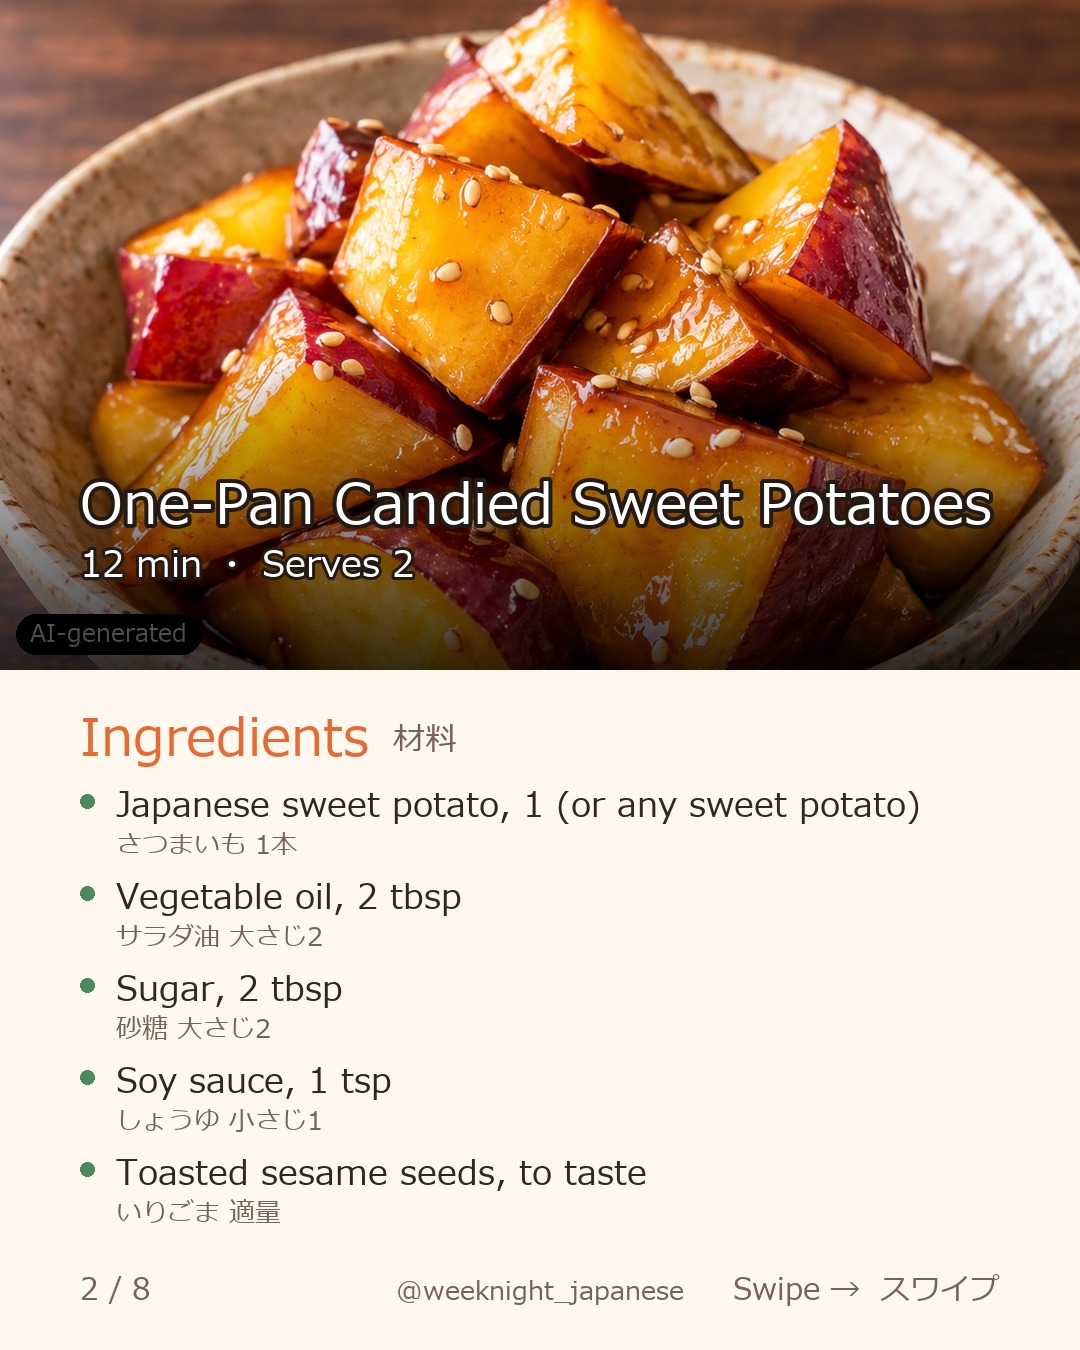 One-Pan Candied Sweet Potatoes
12 min ・ Serves 2
AI-generated
Ingredients 材料
Japanese sweet potato, 1 (or any sweet potato)
さつまいも 1本
Vegetable oil, 2 tbsp
サラダ油 大さじ2
Sugar, 2 tbsp
砂糖 大さじ2
Soy sauce, 1 tsp
しょうゆ 小さじ1
Toasted sesame seeds, to taste
いりごま 適量
2 / 8 @weeknight_japanese Swipe → スワイプ